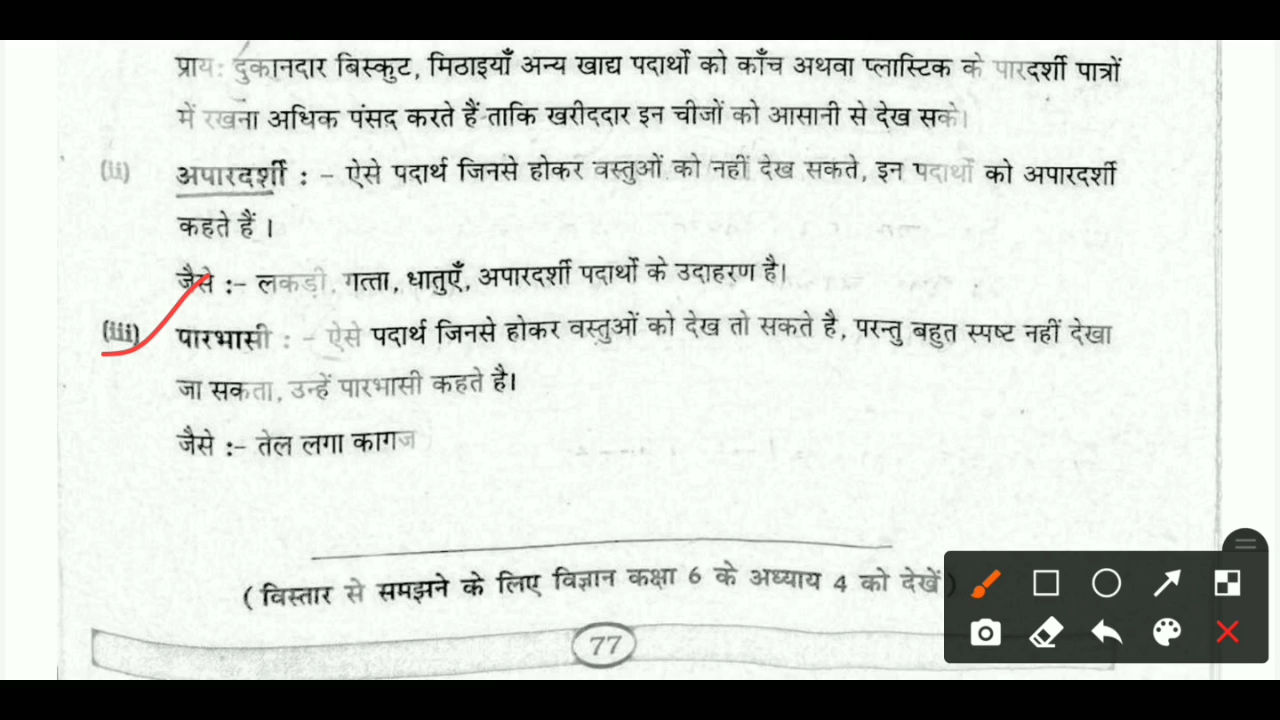 प्रायः दुकानदार बिस्कुट, मिठाइयाँ अन्य खाद्य पदार्थो को काँच अथवा प्लास्टिक के पारदर्शी पात्रों
में रखना अधिक पंसद करते हैं ताकि खरीददार इन चीजों को आसानी से देख सके।
(ii) अपारदर्शी : - ऐसे पदार्थ जिनसे होकर वस्तुओं को नहीं देख सकते, इन पदार्थो को अपारदर्शी
कहते हैं ।
जैसे :- लकड़ी, गत्ता, धातुएँ, अपारदर्शी पदार्थो के उदाहरण है।
(iii) पारभासी : - ऐसे पदार्थ जिनसे होकर वस्तुओं को देख तो सकते है, परन्तु बहुत स्पष्ट नहीं देखा
जा सकता, उन्हें पारभासी कहते है।
जैसे :- तेल लगा कागज
( विस्तार से समझने के लिए विज्ञान कक्षा 6 के अध्याय 4 को देखें )
77